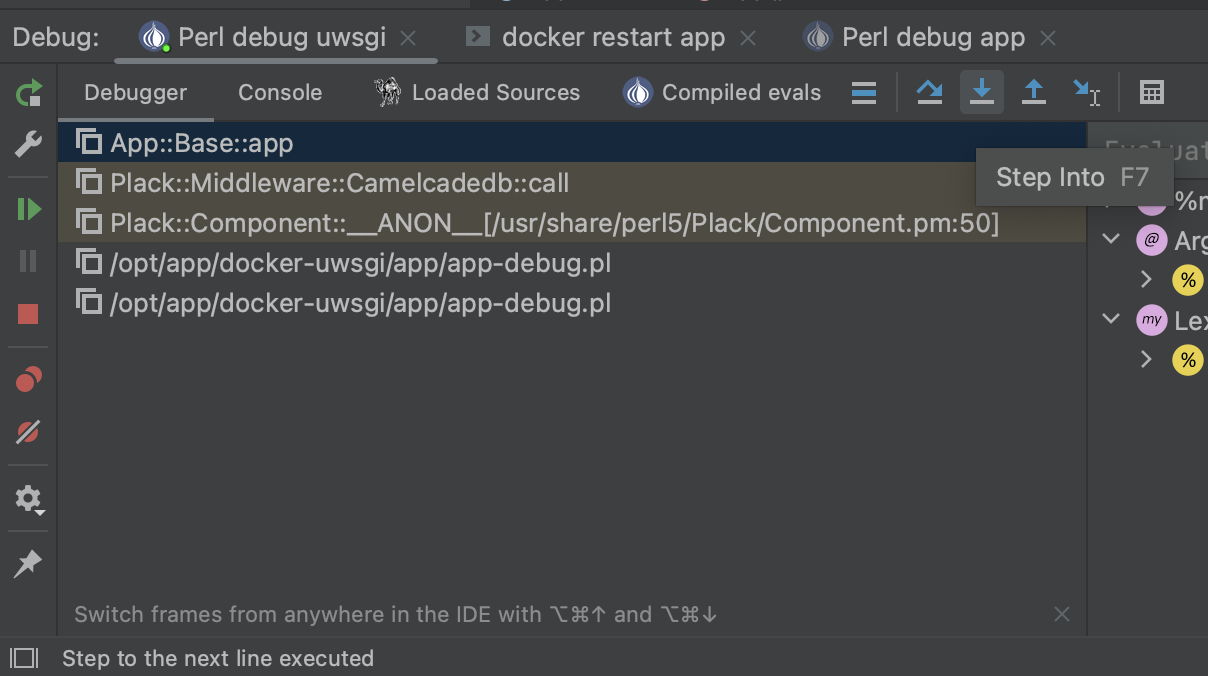 Debug: Perl debug uwsgi docker restart app Perl debug app
Debugger Console Loaded Sources Compiled evals
App::Base::app
Plack::Middleware::Camelcadedb::call
Step Into F7
Plack::Component::__ANON__[/usr/share/perl5/Plack/Component.pm:50]
/opt/app/docker-uwsgi/app/app-debug.pl
/opt/app/docker-uwsgi/app/app-debug.pl
%n
@ Arg
%
my Lex
%
Switch frames from anywhere in the IDE with ⌥⌘↑ and ⌥⌘↓
Step to the next line executed